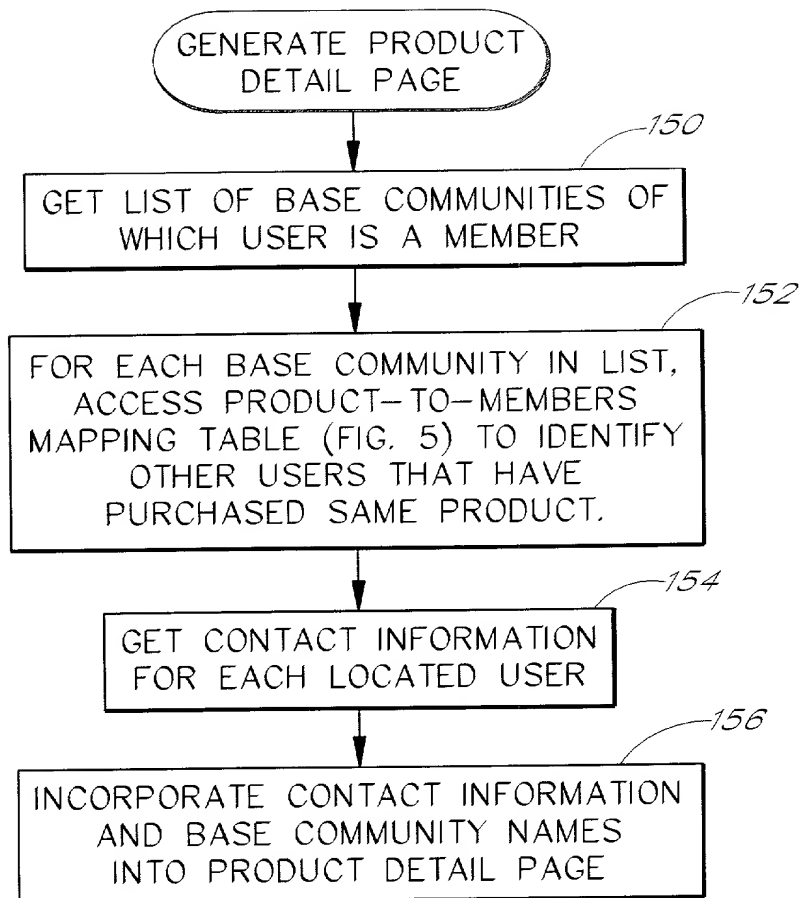 GENERATE PRODUCT
DETAIL PAGE
150
GET LIST OF BASE COMMUNITIES OF
WHICH USER IS A MEMBER
152
FOR EACH BASE COMMUNITY IN LIST,
ACCESS PRODUCT-TO-MEMBERS
MAPPING TABLE (FIG. 5) TO IDENTIFY
OTHER USERS THAT HAVE
PURCHASED SAME PRODUCT.
154
GET CONTACT INFORMATION
FOR EACH LOCATED USER
156
INCORPORATE CONTACT INFORMATION
AND BASE COMMUNITY NAMES
INTO PRODUCT DETAIL PAGE